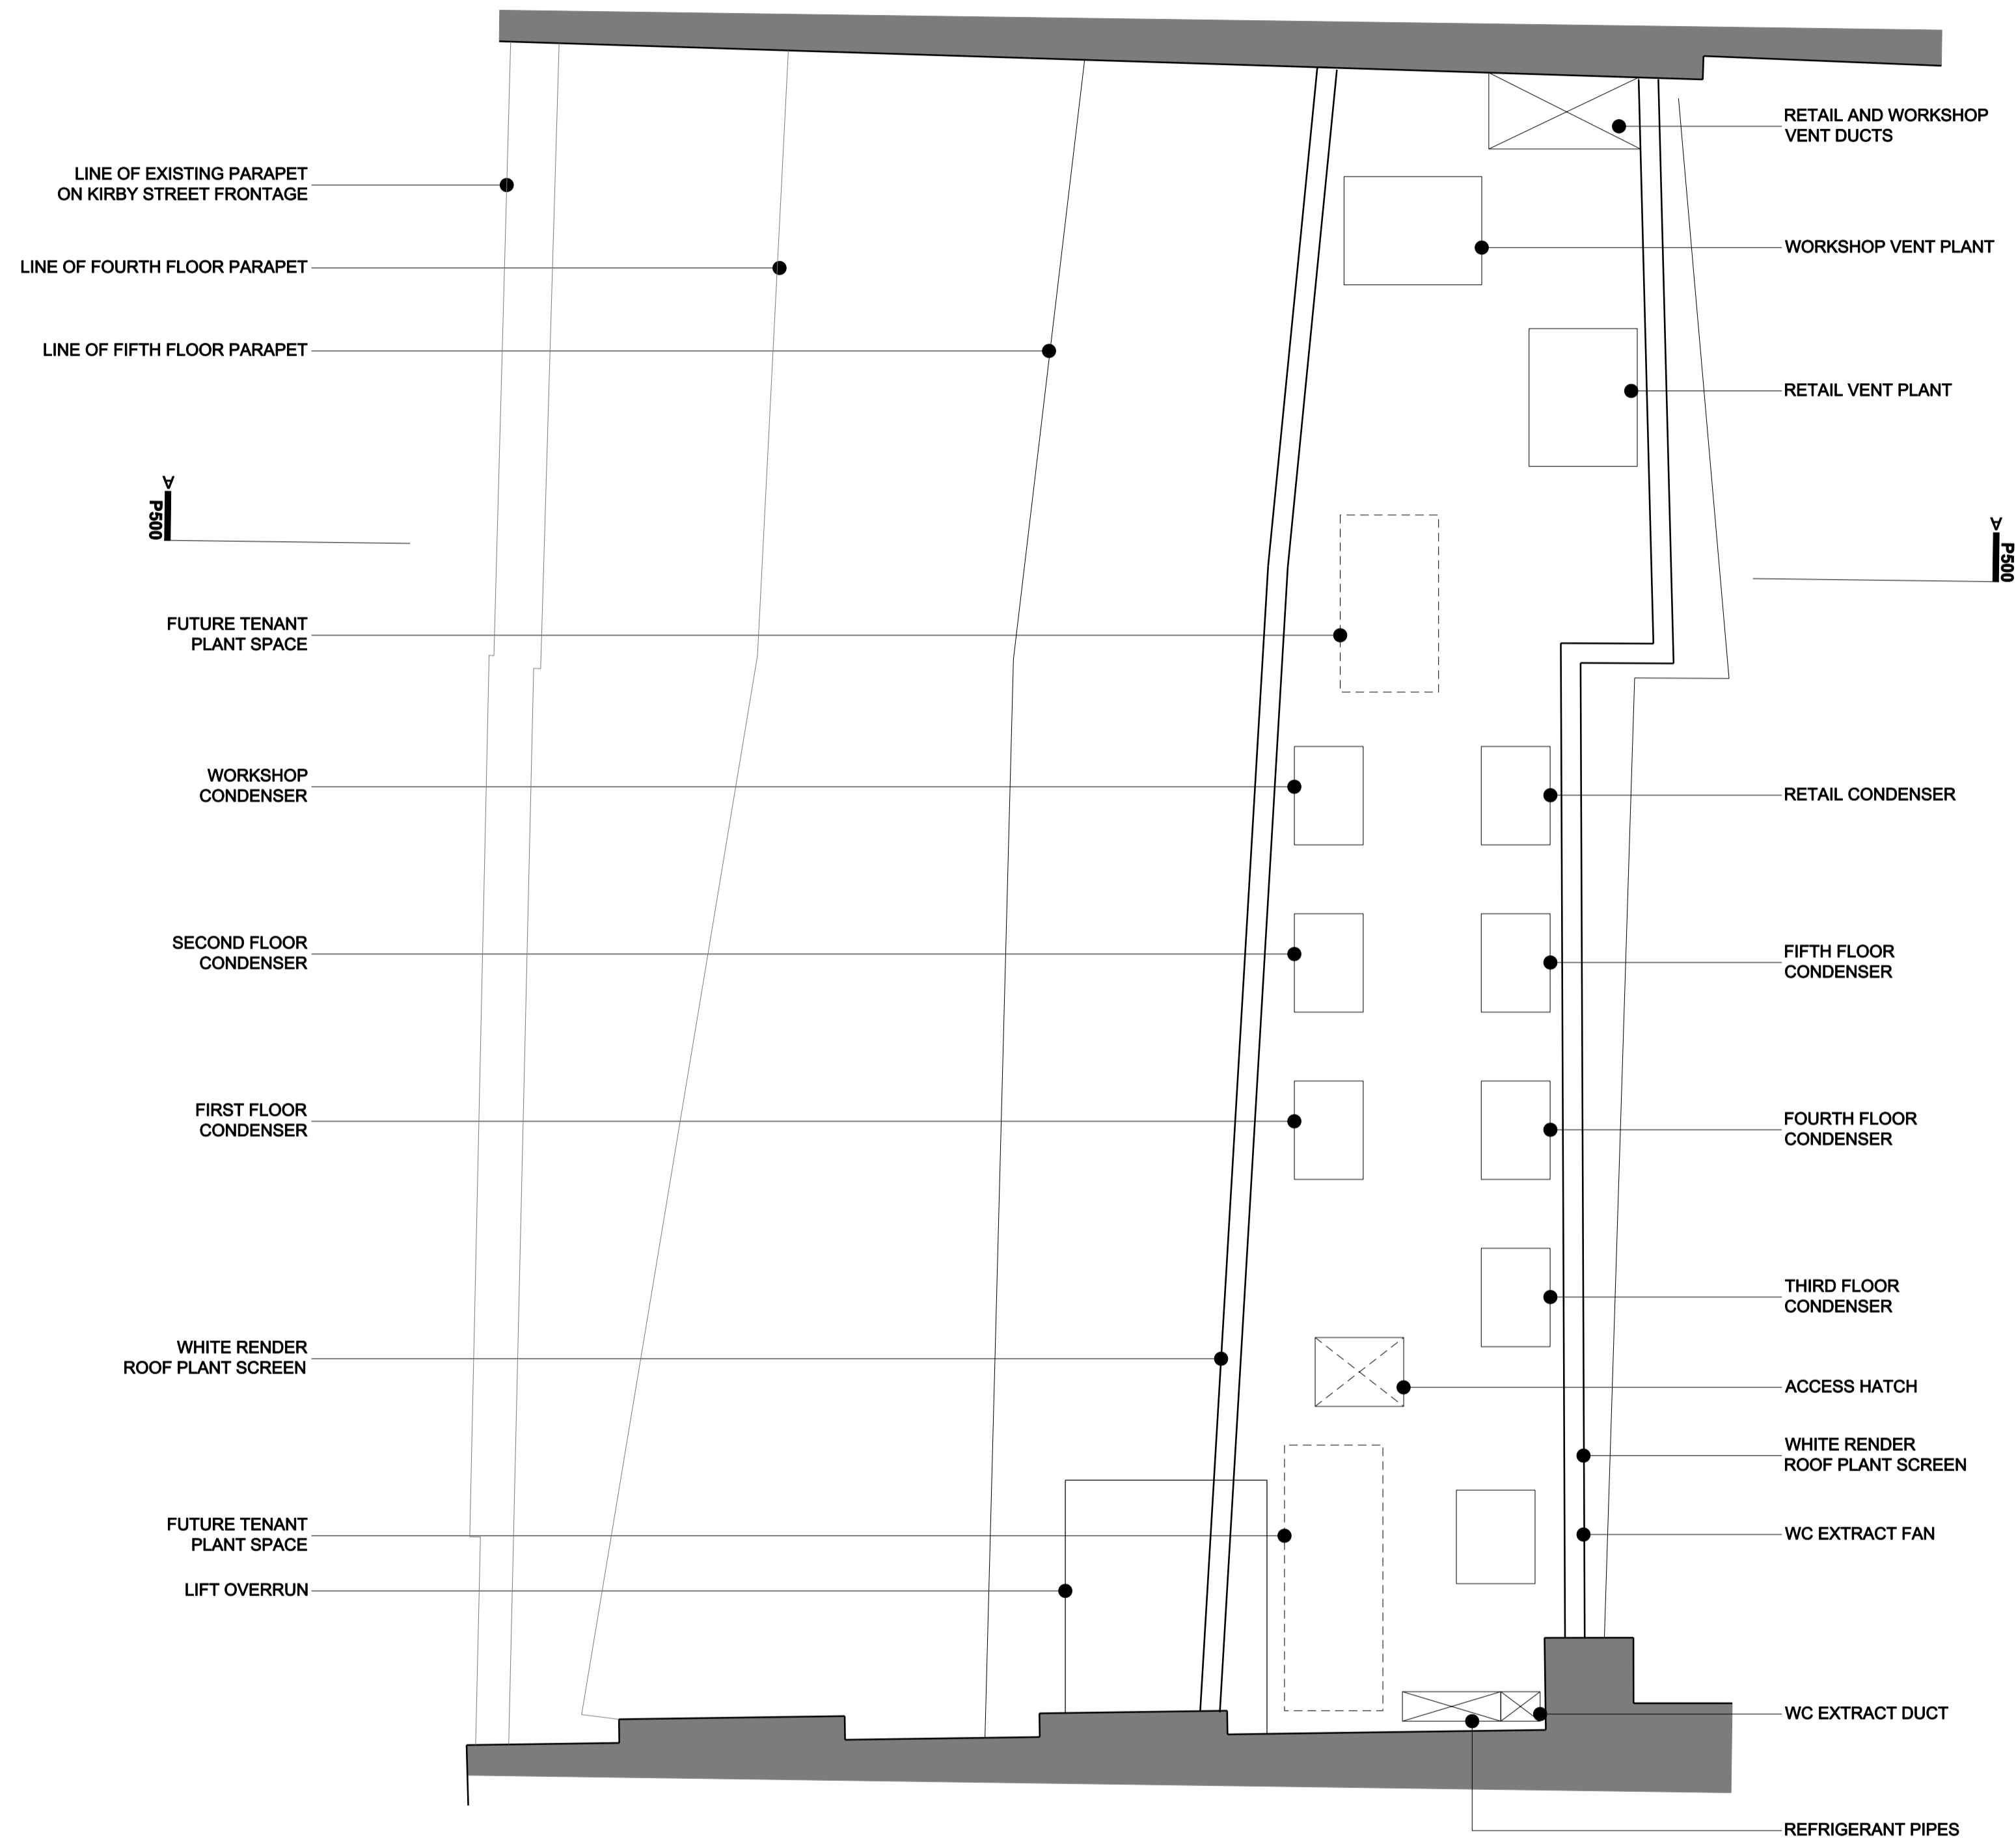 LINE OF EXISTING PARAPET
ON KIRBY STREET FRONTAGE
LINE OF FOURTH FLOOR PARAPET
LINE OF FIFTH FLOOR PARAPET
A
P500
FUTURE TENANT
PLANT SPACE
WORKSHOP
CONDENSER
SECOND FLOOR
CONDENSER
FIRST FLOOR
CONDENSER
WHITE RENDER
ROOF PLANT SCREEN
FUTURE TENANT
PLANT SPACE
LIFT OVERRUN
RETAIL AND WORKSHOP
VENT DUCTS
WORKSHOP VENT PLANT
RETAIL VENT PLANT
A
P500
RETAIL CONDENSER
FIFTH FLOOR
CONDENSER
FOURTH FLOOR
CONDENSER
THIRD FLOOR
CONDENSER
ACCESS HATCH
WHITE RENDER
ROOF PLANT SCREEN
WC EXTRACT FAN
WC EXTRACT DUCT
REFRIGERANT PIPES